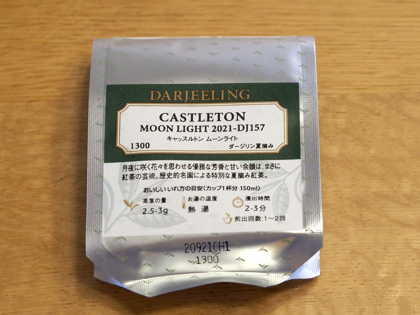 DARJEELING
CASTLETON
MOON LIGHT 2021-DJ157
キャッスルトン ムーンライト
1300 ダージリン夏摘み
月夜に咲く花々を思わせる優雅な芳香と甘い余韻は、まさに
紅茶の芸術。歴史的名園による特別な夏摘み紅茶。
おいしいいれ方の目安(カップ1杯分 150ml)
茶葉の量 お湯の温度 浸出時間
2.5-3g 熱湯 2-3分
煎出回数:1~2回
20921CH1
1300